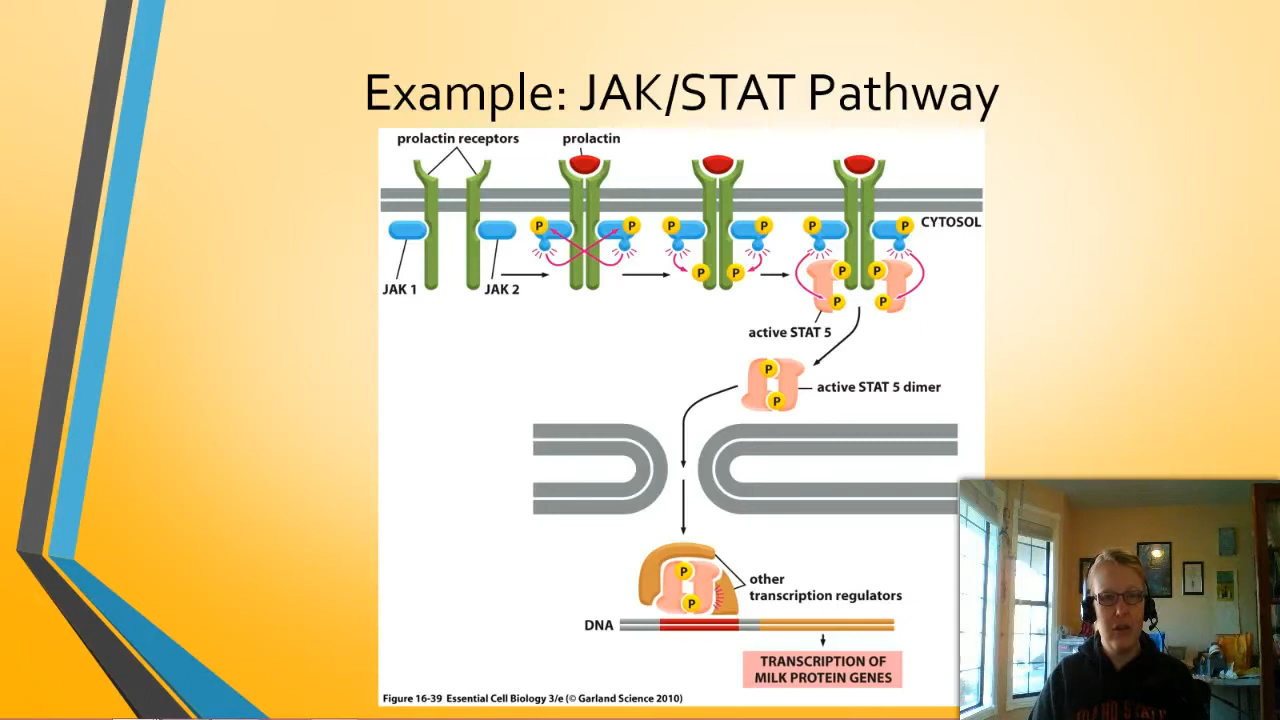 Example: JAK/STAT Pathway
prolactin receptors
prolactin
P P P P P P
CYTOSOL
P P P P
JAK 1
JAK 2
P P
active STAT 5
P
active STAT 5 dimer
P
P
other
transcription regulators
P
DNA
TRANSCRIPTION OF
MILK PROTEIN GENES
Figure 16-39 Essential Cell Biology 3/e (© Garland Science 2010)